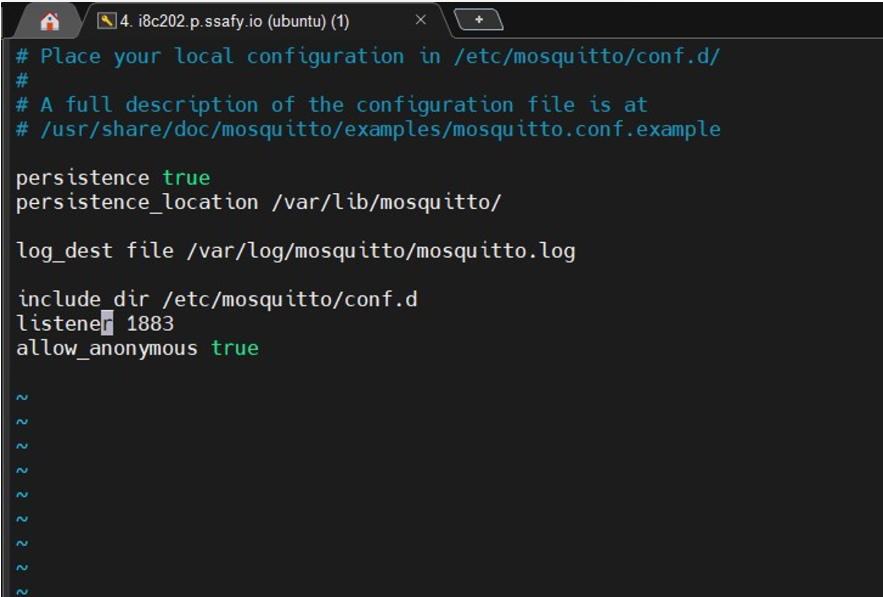 4. i8c202.p.ssafy.io (ubuntu) (1)
# Place your local configuration in /etc/mosquitto/conf.d/
#
# A full description of the configuration file is at
# /usr/share/doc/mosquitto/examples/mosquitto.conf.example
persistence true
persistence_location /var/lib/mosquitto/
log_dest file /var/log/mosquitto/mosquitto.log
include_dir /etc/mosquitto/conf.d
listener 1883
allow_anonymous true
~
~
~
~
~
~
~
~
~